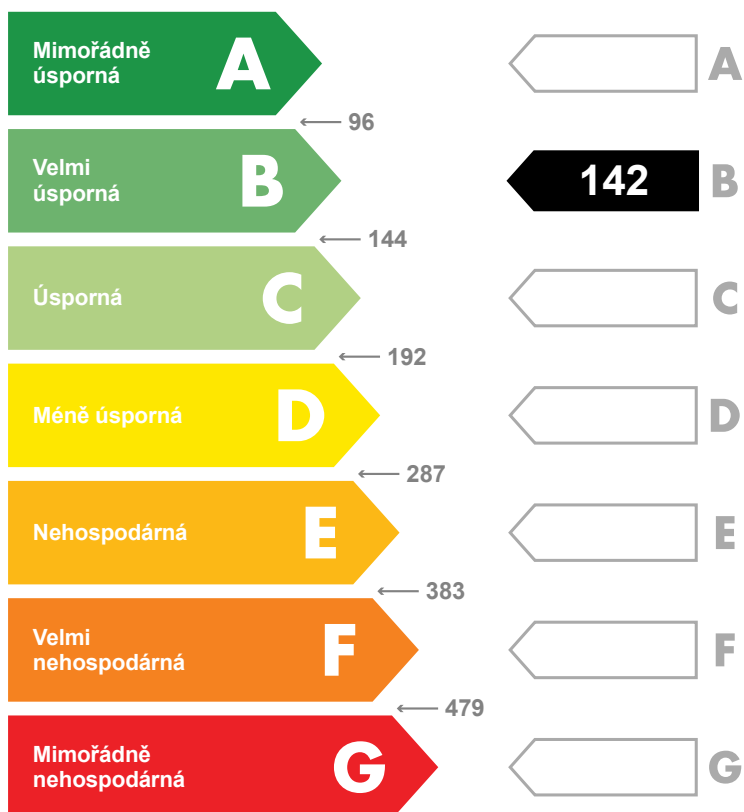 Mimořádně
úsporná
A
A
← 96
Velmi
úsporná
B
142
B
← 144
Úsporná
C
C
← 192
Méně úsporná
D
D
← 287
Nehospodárná
E
E
← 383
Velmi
nehospodárná
F
F
← 479
Mimořádně
nehospodárná
G
G